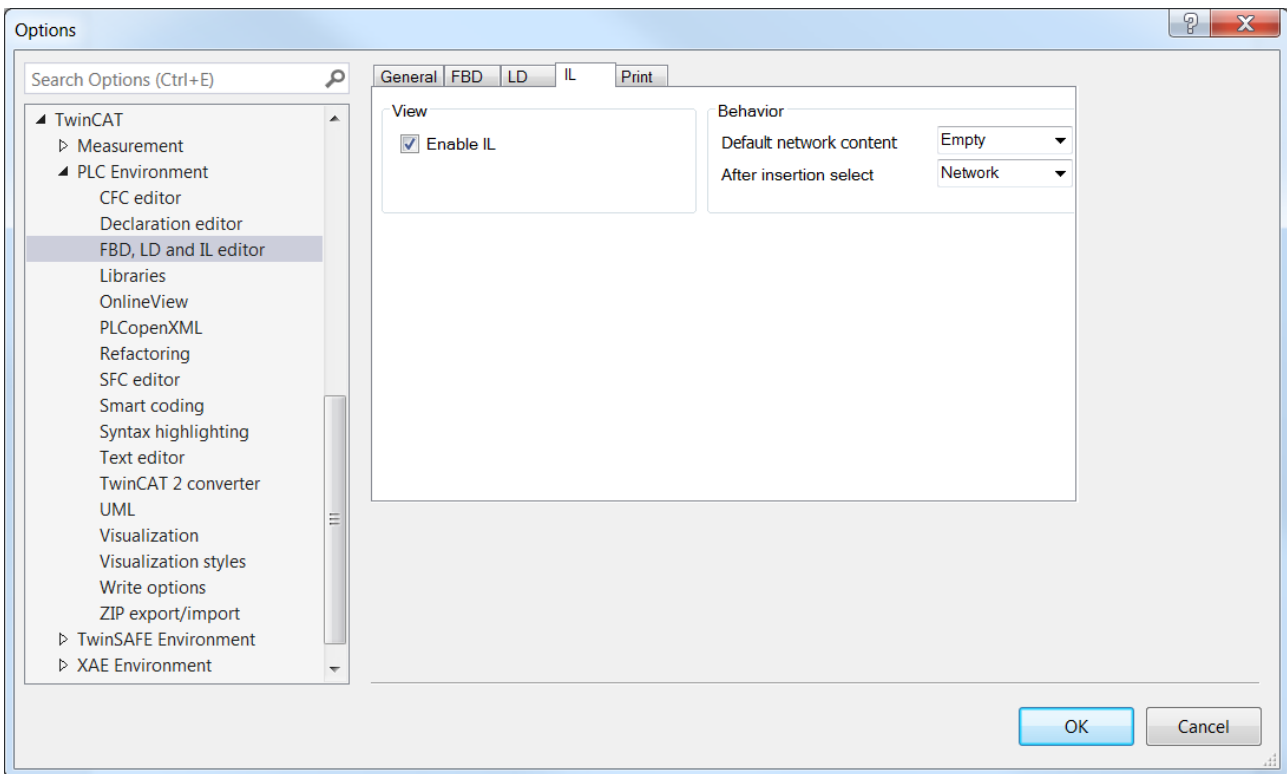 Options
Search Options (Ctrl+E)
TwinCAT
Measurement
PLC Environment
CFC editor
Declaration editor
FBD, LD and IL editor
Libraries
OnlineView
PLCopenXML
Refactoring
SFC editor
Smart coding
Syntax highlighting
Text editor
TwinCAT 2 converter
UML
Visualization
Visualization styles
Write options
ZIP export/import
TwinSAFE Environment
XAE Environment
General FBD LD IL Print
View
Enable IL
Behavior
Default network content Empty
After insertion select Network
OK Cancel